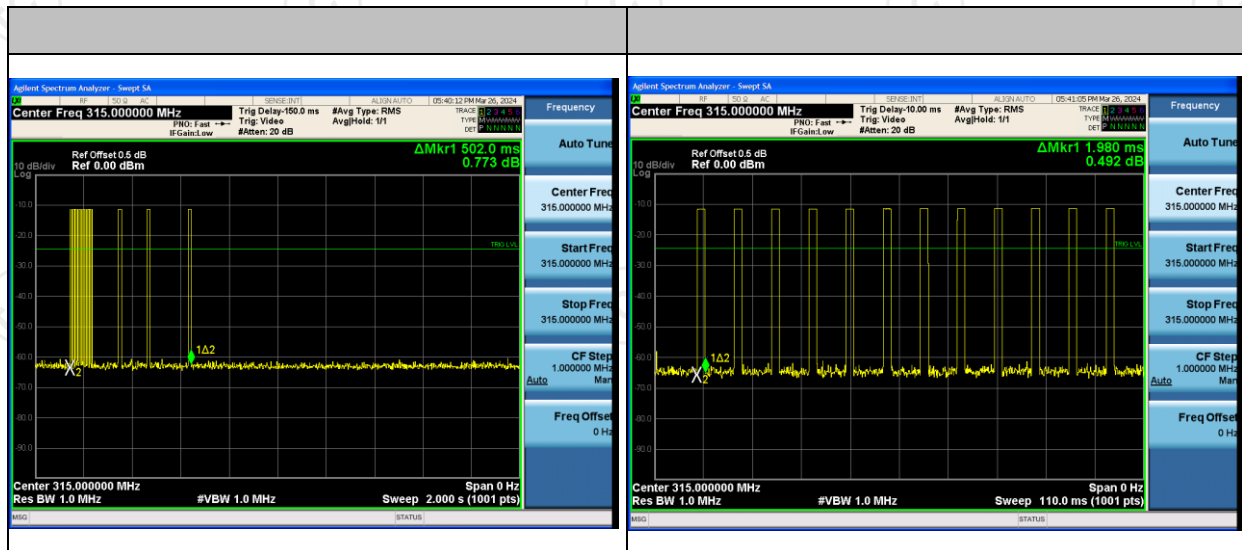 Agilent Spectrum Analyzer - Swept SA
RF 50 Ω AC SENSE:INT ALIGN AUTO 05:40:12 PM Mar 26, 2024
Center Freq 315.000000 MHz
PNO: Fast
IFGain:Low
Trig Delay-150.0 ms
Trig: Video
#Atten: 20 dB
#Avg Type: RMS
Avg|Hold: 1/1
TRACE 1 2 3 4 5 6
TYPE M
DET P N N N N N
ΔMkr1 502.0 ms
0.773 dB
Ref Offset 0.5 dB
10 dB/div Ref 0.00 dBm
Log
-10.0
-20.0
TRIG LVL
-30.0
-40.0
-50.0
-60.0
1Δ2
2
-70.0
-80.0
-90.0
Center 315.000000 MHz Span 0 Hz
Res BW 1.0 MHz #VBW 1.0 MHz Sweep 2.000 s (1001 pts)
MSG STATUS
Frequency
Auto Tune
Center Freq
315.000000 MHz
Start Freq
315.000000 MHz
Stop Freq
315.000000 MHz
CF Step
1.000000 MHz
Auto Man
Freq Offset
0 Hz
Agilent Spectrum Analyzer - Swept SA
RF 50 Ω AC SENSE:INT ALIGN AUTO 05:41:05 PM Mar 26, 2024
Center Freq 315.000000 MHz
PNO: Fast
IFGain:Low
Trig Delay-10.00 ms
Trig: Video
#Atten: 20 dB
#Avg Type: RMS
Avg|Hold: 1/1
TRACE 1 2 3 4 5 6
TYPE M
DET P N N N N N
ΔMkr1 1.980 ms
0.492 dB
Ref Offset 0.5 dB
10 dB/div Ref 0.00 dBm
Log
-10.0
-20.0
TRIG LVL
-30.0
-40.0
-50.0
-60.0
1Δ2
2
-70.0
-80.0
-90.0
Center 315.000000 MHz Span 0 Hz
Res BW 1.0 MHz #VBW 1.0 MHz Sweep 110.0 ms (1001 pts)
MSG STATUS
Frequency
Auto Tune
Center Freq
315.000000 MHz
Start Freq
315.000000 MHz
Stop Freq
315.000000 MHz
CF Step
1.000000 MHz
Auto Man
Freq Offset
0 Hz